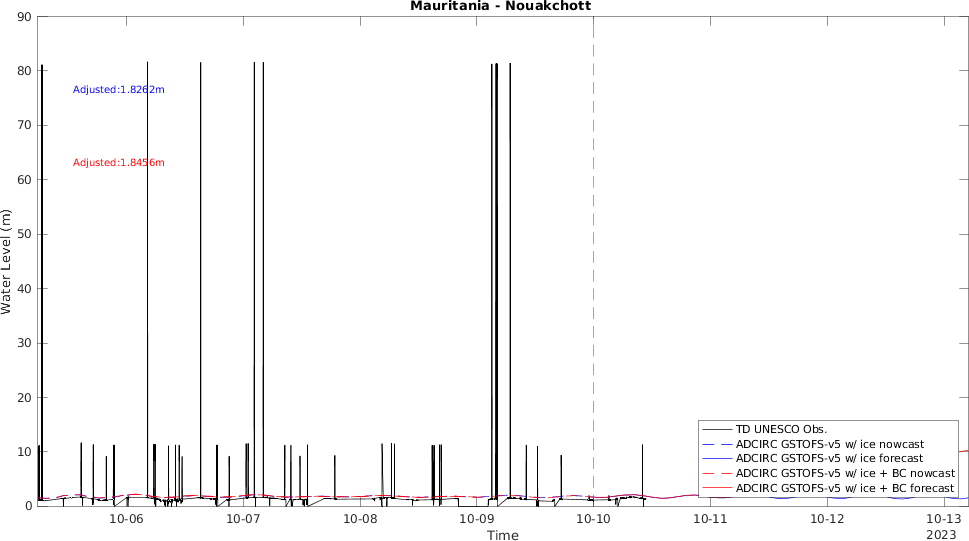 Mauritania - Nouakchott
90
80
70
60
50
40
30
20
10
0
Water Level (m)
Adjusted:1.8262m
Adjusted:1.8456m
TD UNESCO Obs.
ADCIRC GSTOFS-v5 w/ ice nowcast
ADCIRC GSTOFS-v5 w/ ice forecast
ADCIRC GSTOFS-v5 w/ ice + BC nowcast
ADCIRC GSTOFS-v5 w/ ice + BC forecast
10-06 10-07 10-08 10-09 10-10 10-11 10-12 10-13
2023
Time